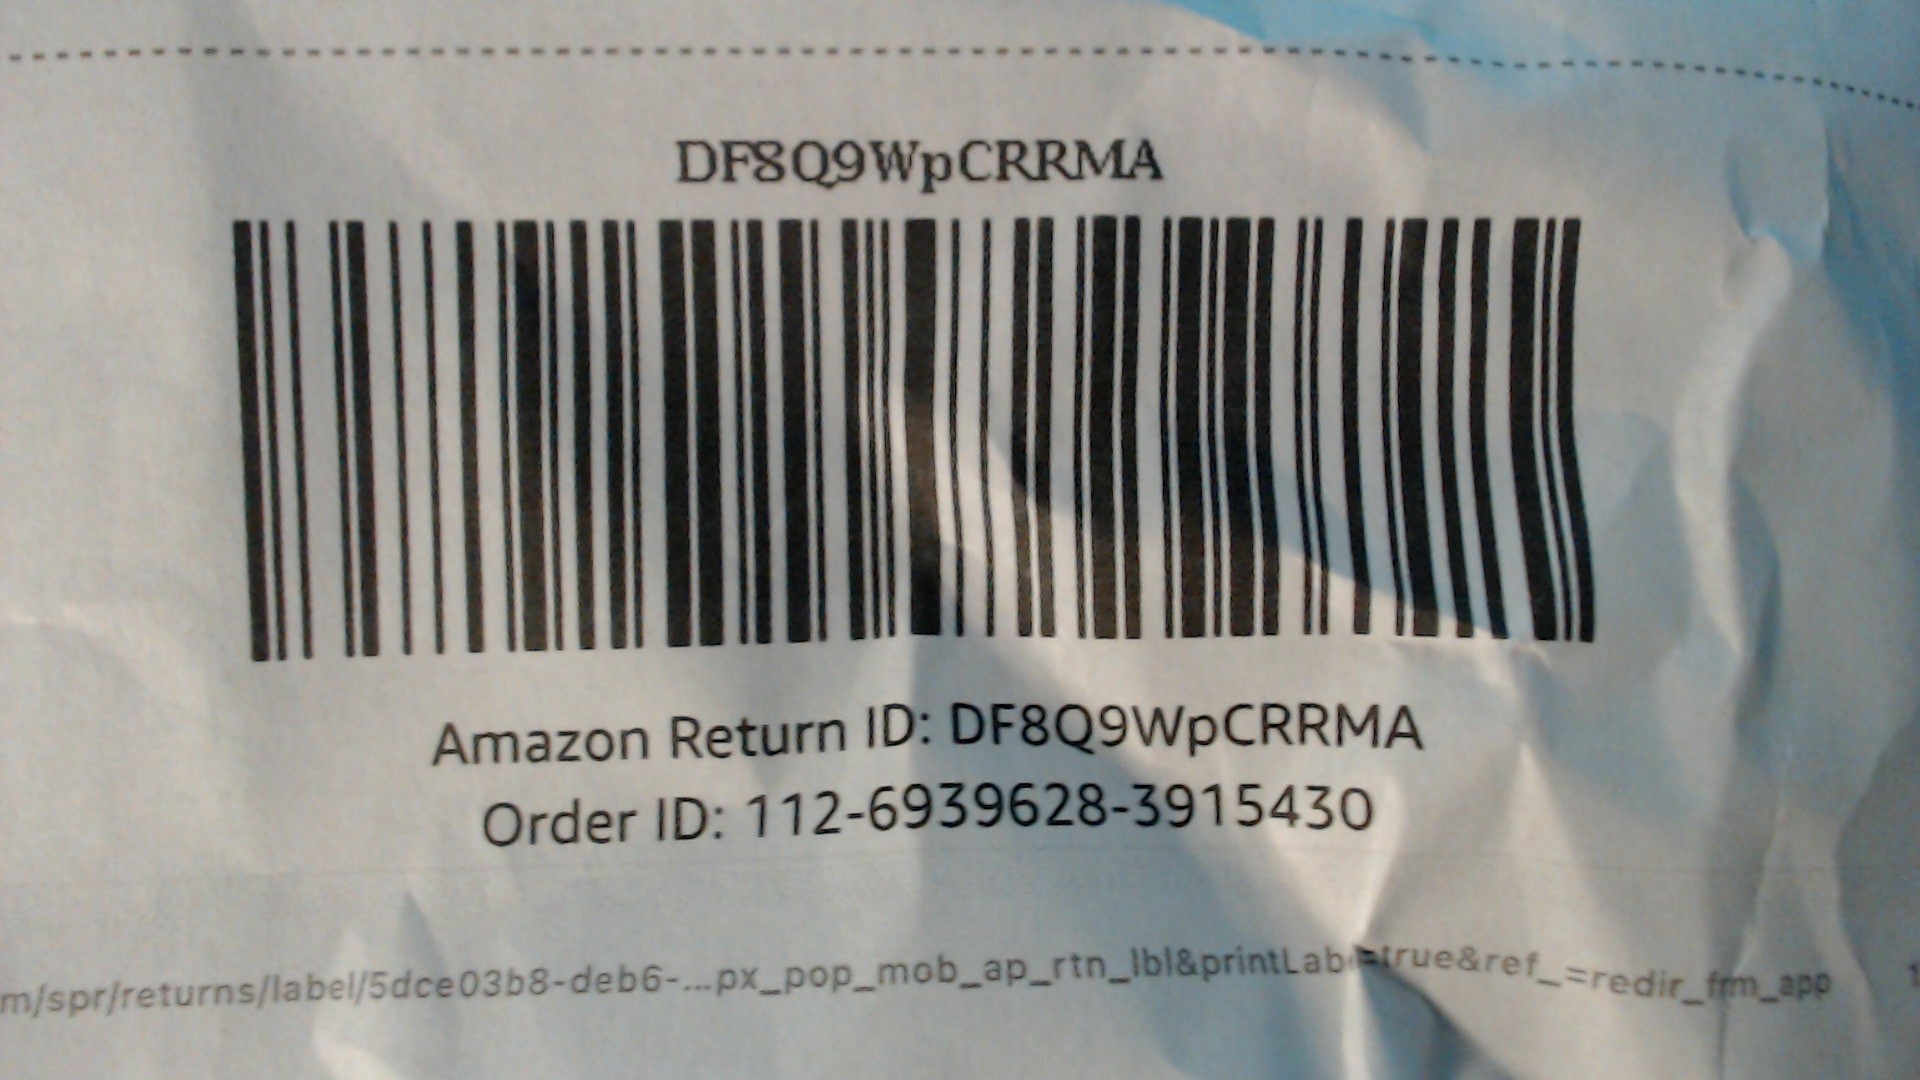 DF8Q9WpCRRMA
Amazon Return ID: DF8Q9WpCRRMA
Order ID: 112-6939628-3915430
m/spr/returns/label/5dce03b8-deb6-...px_pop_mob_ap_rtn_lbl&printLabel=true&ref_=redir_frm_app